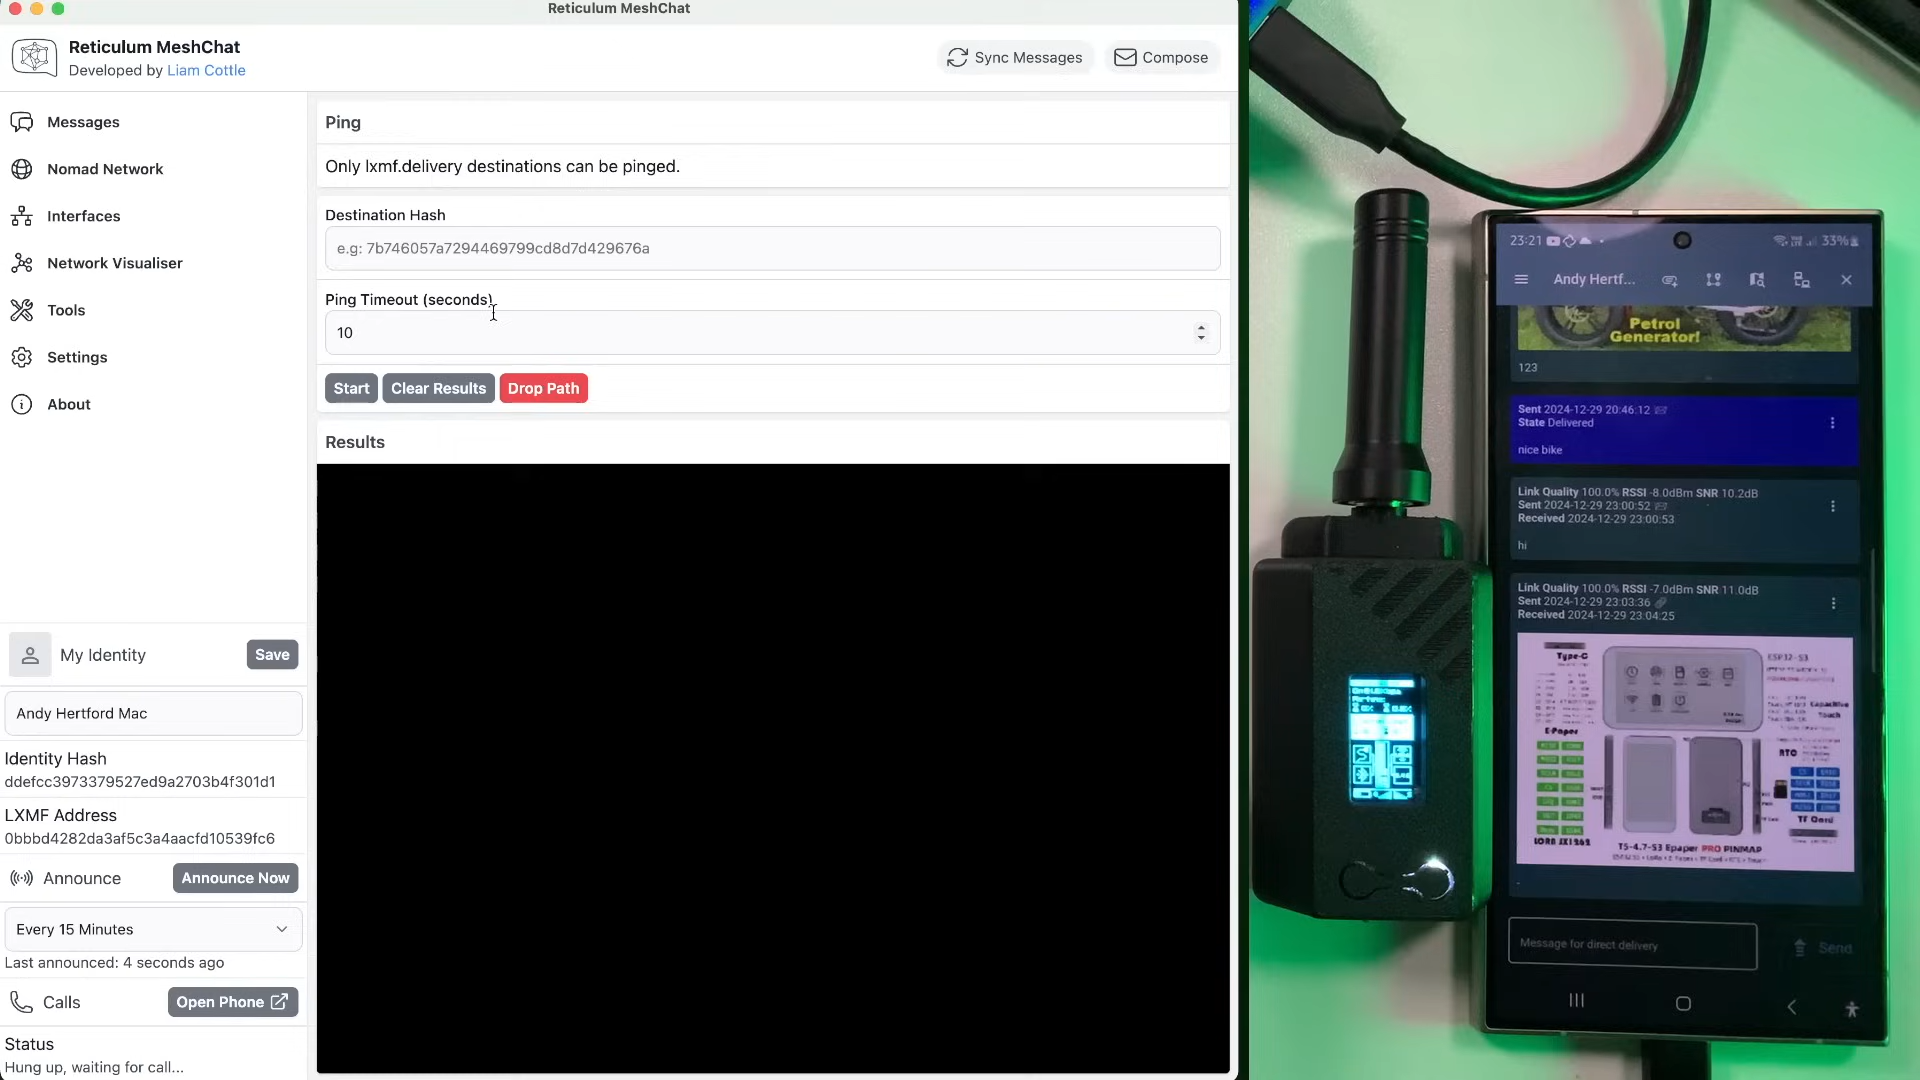 Reticulum MeshChat
Reticulum MeshChat
Developed by Liam Cottle
Sync Messages
Compose
Messages
Nomad Network
Interfaces
Network Visualiser
Tools
Settings
About
My Identity
Save
Andy Hertford Mac
Identity Hash
ddefcc3973379527ed9a2703b4f301d1
LXMF Address
0bbbd4282da3af5c3a4aacfd10539fc6
Announce
Announce Now
Every 15 Minutes
Last announced: 4 seconds ago
Calls
Open Phone
Status
Hung up, waiting for call...
Ping
Only lxmf.delivery destinations can be pinged.
Destination Hash
e.g: 7b746057a7294469799cd8d7d429676a
Ping Timeout (seconds)
10
Start
Clear Results
Drop Path
Results
23:21
33%
Andy Hertf...
Petrol
Generator!
123
Sent 2024-12-29 20:46:12
State Delivered
nice bike
Link Quality 100.0% RSSI -8.0dBm SNR 10.2dB
Sent 2024-12-29 23:00:52
Received 2024-12-29 23:00:53
hi
Link Quality 100.0% RSSI -7.0dBm SNR 11.0dB
Sent 2024-12-29 23:03:36
Received 2024-12-29 23:04:25
Type-C
ESP32-S3
Capacitive
Touch
E-Paper
RTC
TF Card
LORA SX1262
T5-4.7-S3 Epaper PRO PINMAP
Message for direct delivery
Send